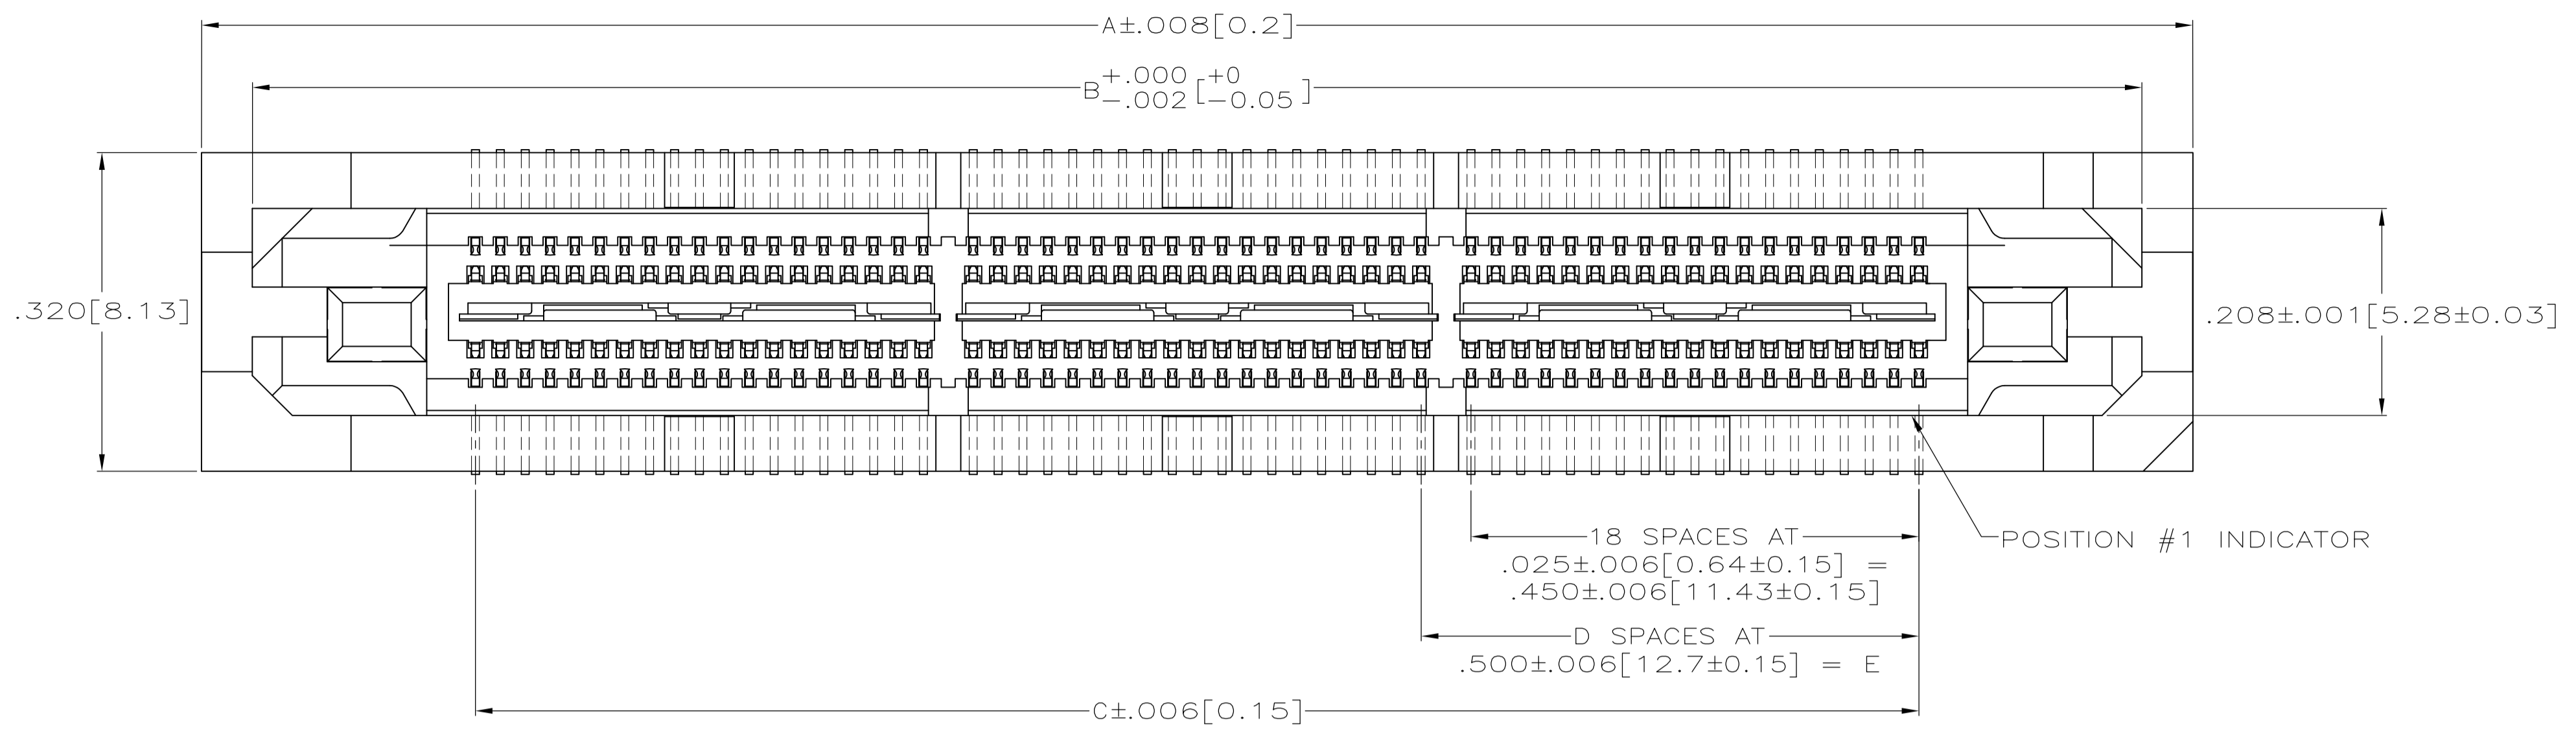 A±.008[0.2]
B+.000 -.002[+0 -0.05]
.320[8.13]
.208±.001[5.28±0.03]
18 SPACES AT
.025±.006[0.64±0.15] =
.450±.006[11.43±0.15]
POSITION #1 INDICATOR
D SPACES AT
.500±.006[12.7±0.15] = E
C±.006[0.15]